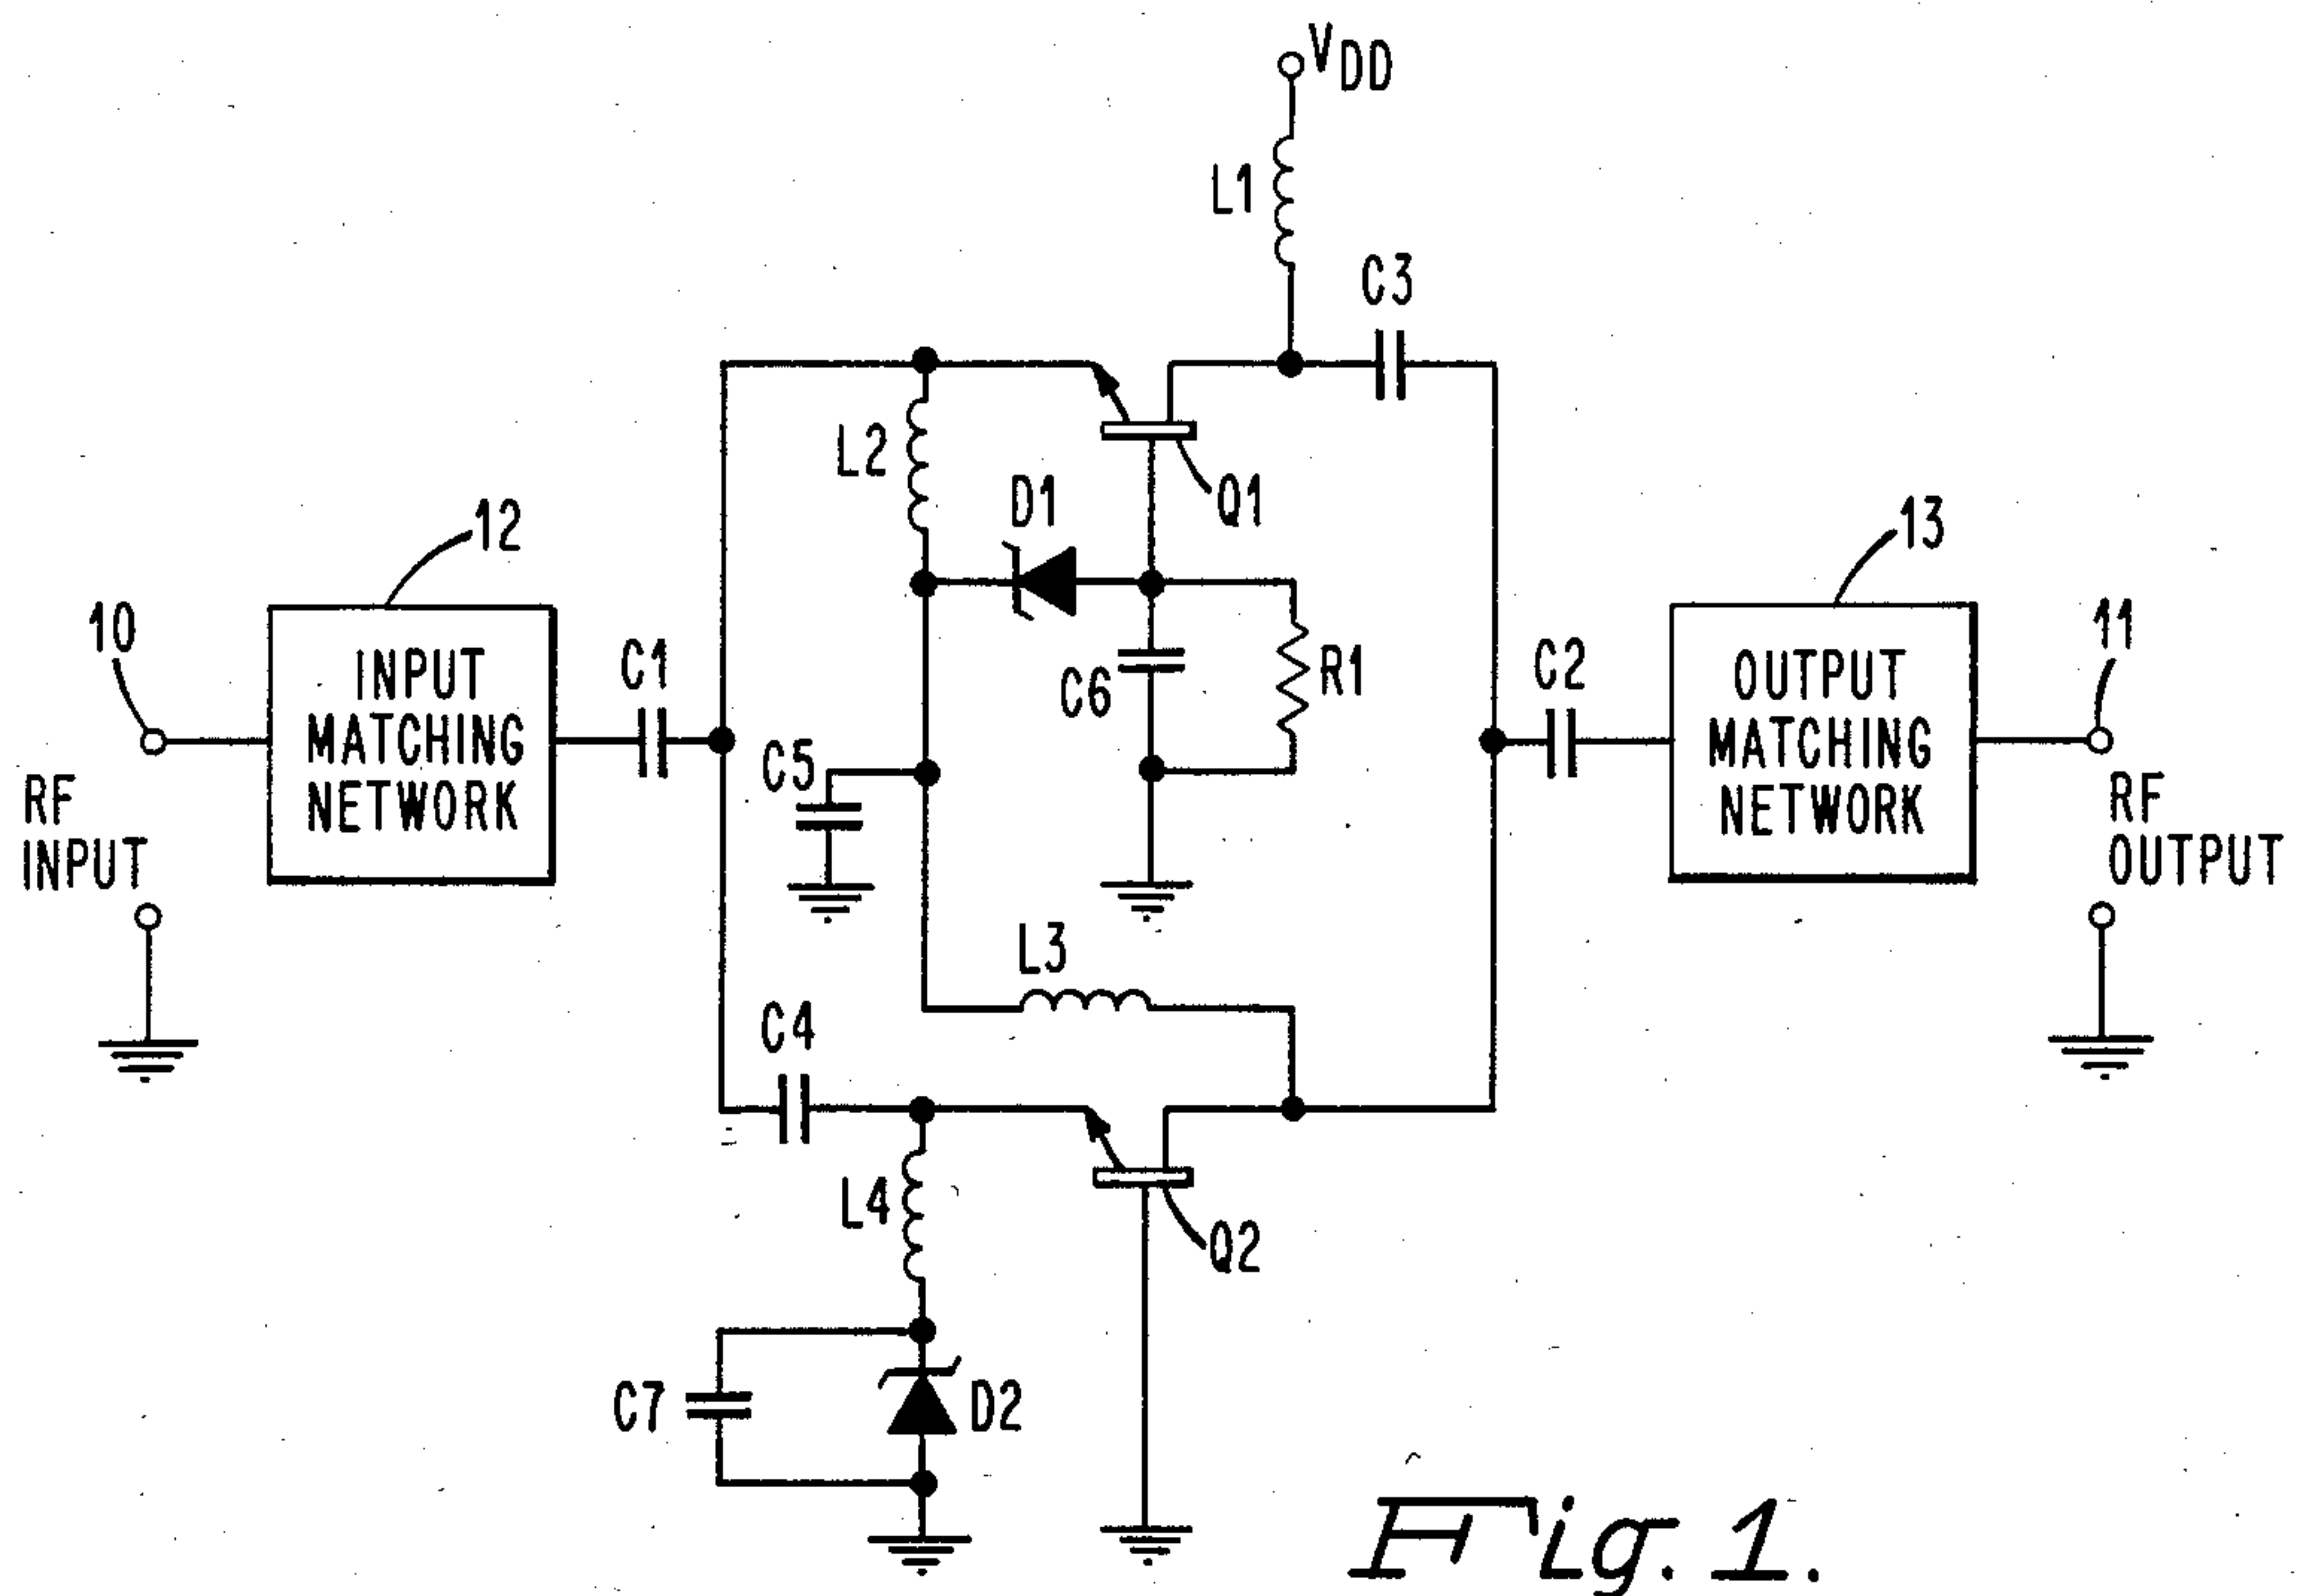 VDD
L1
C3
L2
D1
Q1
12
13
10
11
INPUT
MATCHING
NETWORK
C1
C5
C6
R1
C2
OUTPUT
MATCHING
NETWORK
RF
INPUT
RF
OUTPUT
L3
C4
L4
Q2
C7
D2
Fig. 1.